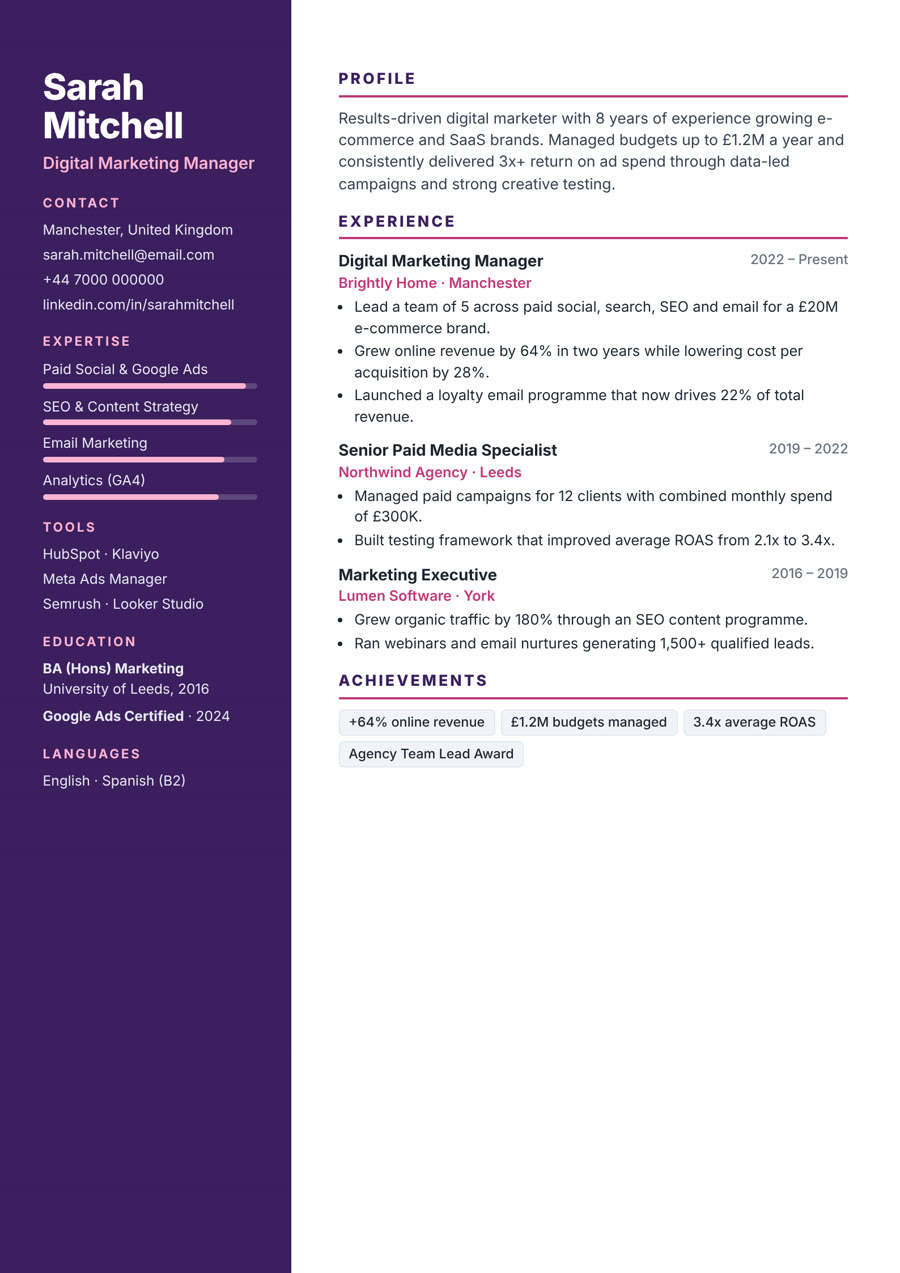 Sarah
Mitchell
Digital Marketing Manager
CONTACT
Manchester, United Kingdom
sarah.mitchell@email.com
+44 7000 000000
linkedin.com/in/sarahmitchell
EXPERTISE
Paid Social & Google Ads
SEO & Content Strategy
Email Marketing
Analytics (GA4)
TOOLS
HubSpot · Klaviyo
Meta Ads Manager
Semrush · Looker Studio
EDUCATION
BA (Hons) Marketing
University of Leeds, 2016
Google Ads Certified · 2024
LANGUAGES
English · Spanish (B2)
PROFILE
Results-driven digital marketer with 8 years of experience growing e-
commerce and SaaS brands. Managed budgets up to £1.2M a year and
consistently delivered 3x+ return on ad spend through data-led
campaigns and strong creative testing.
EXPERIENCE
Digital Marketing Manager 2022 – Present
Brightly Home · Manchester
• Lead a team of 5 across paid social, search, SEO and email for a £20M
e-commerce brand.
• Grew online revenue by 64% in two years while lowering cost per
acquisition by 28%.
• Launched a loyalty email programme that now drives 22% of total
revenue.
Senior Paid Media Specialist 2019 – 2022
Northwind Agency · Leeds
• Managed paid campaigns for 12 clients with combined monthly spend
of £300K.
• Built testing framework that improved average ROAS from 2.1x to 3.4x.
Marketing Executive 2016 – 2019
Lumen Software · York
• Grew organic traffic by 180% through an SEO content programme.
• Ran webinars and email nurtures generating 1,500+ qualified leads.
ACHIEVEMENTS
+64% online revenue £1.2M budgets managed 3.4x average ROAS
Agency Team Lead Award